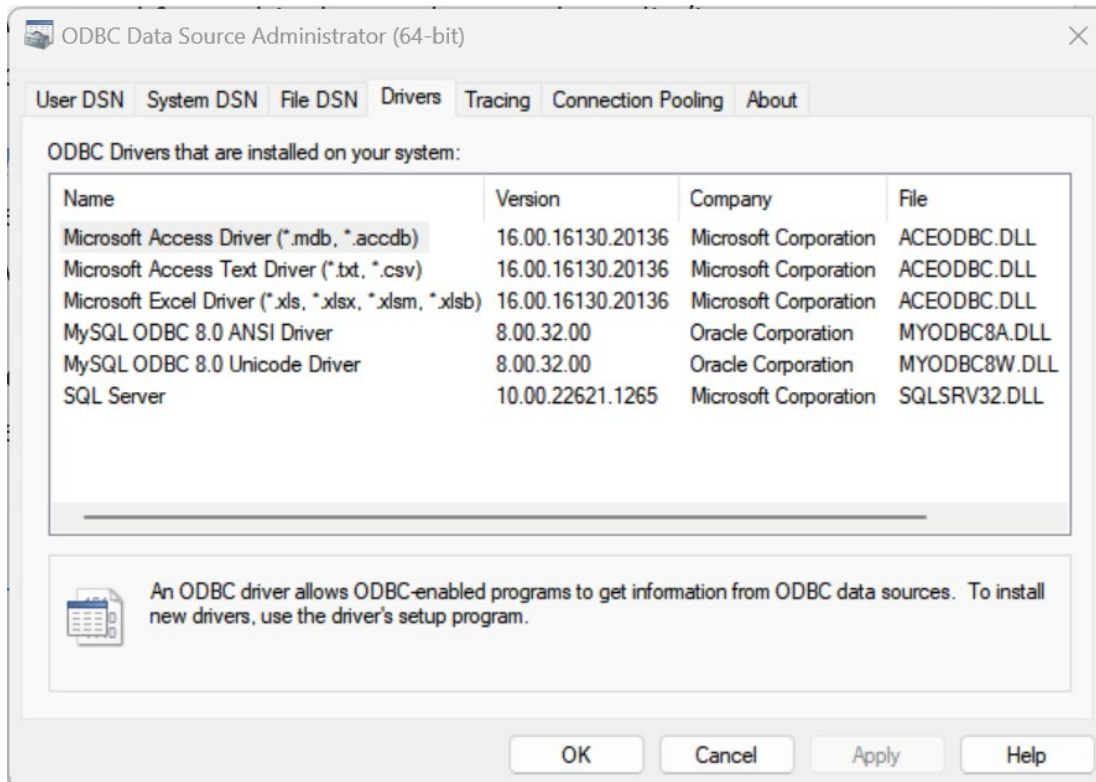 ODBC Data Source Administrator (64-bit)
User DSN System DSN File DSN Drivers Tracing Connection Pooling About
ODBC Drivers that are installed on your system:
Name Version Company File
Microsoft Access Driver (*.mdb, *.accdb) 16.00.16130.20136 Microsoft Corporation ACEODBC.DLL
Microsoft Access Text Driver (*.txt, *.csv) 16.00.16130.20136 Microsoft Corporation ACEODBC.DLL
Microsoft Excel Driver (*.xls, *.xlsx, *.xlsm, *.xlsb) 16.00.16130.20136 Microsoft Corporation ACEODBC.DLL
MySQL ODBC 8.0 ANSI Driver 8.00.32.00 Oracle Corporation MYODBC8A.DLL
MySQL ODBC 8.0 Unicode Driver 8.00.32.00 Oracle Corporation MYODBC8W.DLL
SQL Server 10.00.22621.1265 Microsoft Corporation SQLSRV32.DLL
An ODBC driver allows ODBC-enabled programs to get information from ODBC data sources. To install
new drivers, use the driver's setup program.
OK Cancel Apply Help